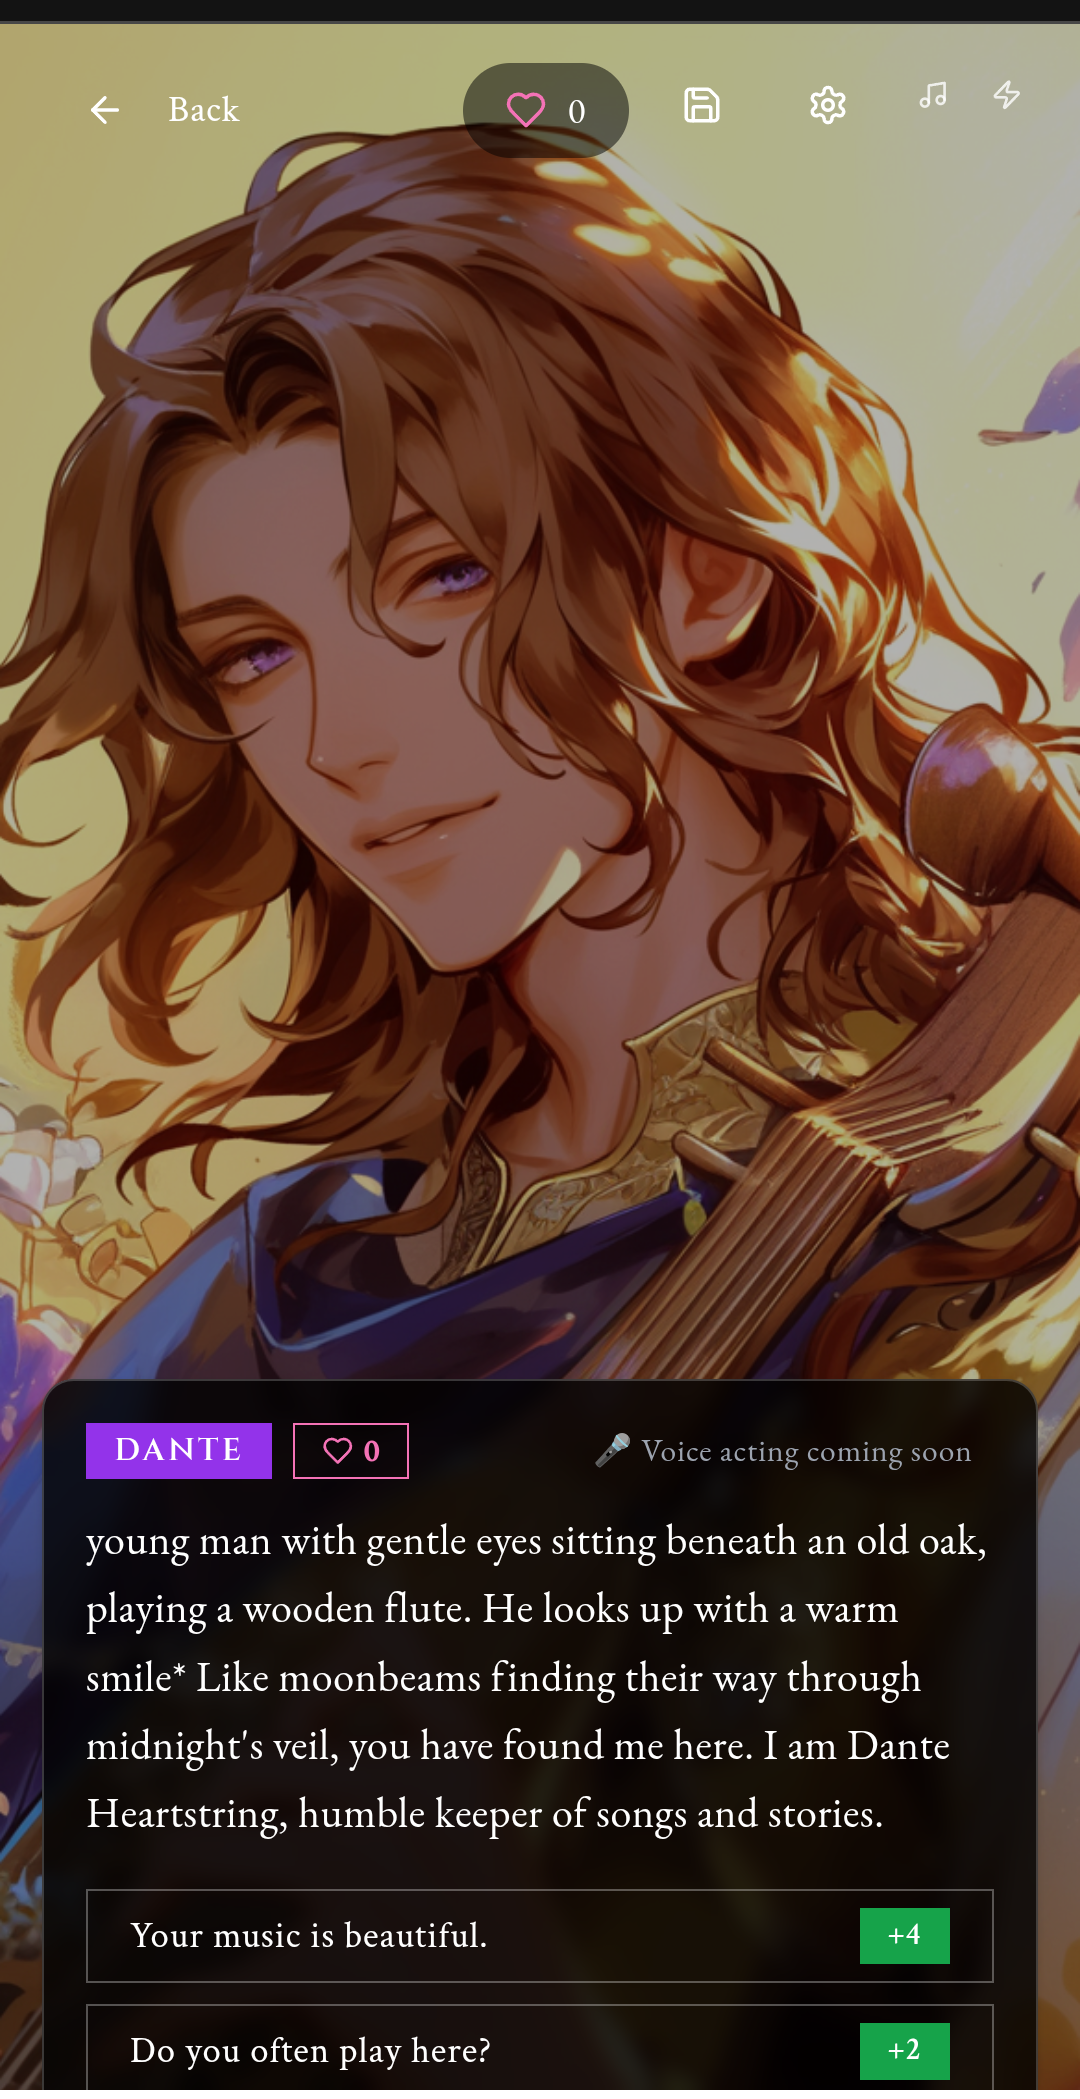 Back
0
DANTE
0
🎤 Voice acting coming soon
young man with gentle eyes sitting beneath an old oak,
playing a wooden flute. He looks up with a warm
smile* Like moonbeams finding their way through
midnight's veil, you have found me here. I am Dante
Heartstring, humble keeper of songs and stories.
Your music is beautiful.
+4
Do you often play here?
+2